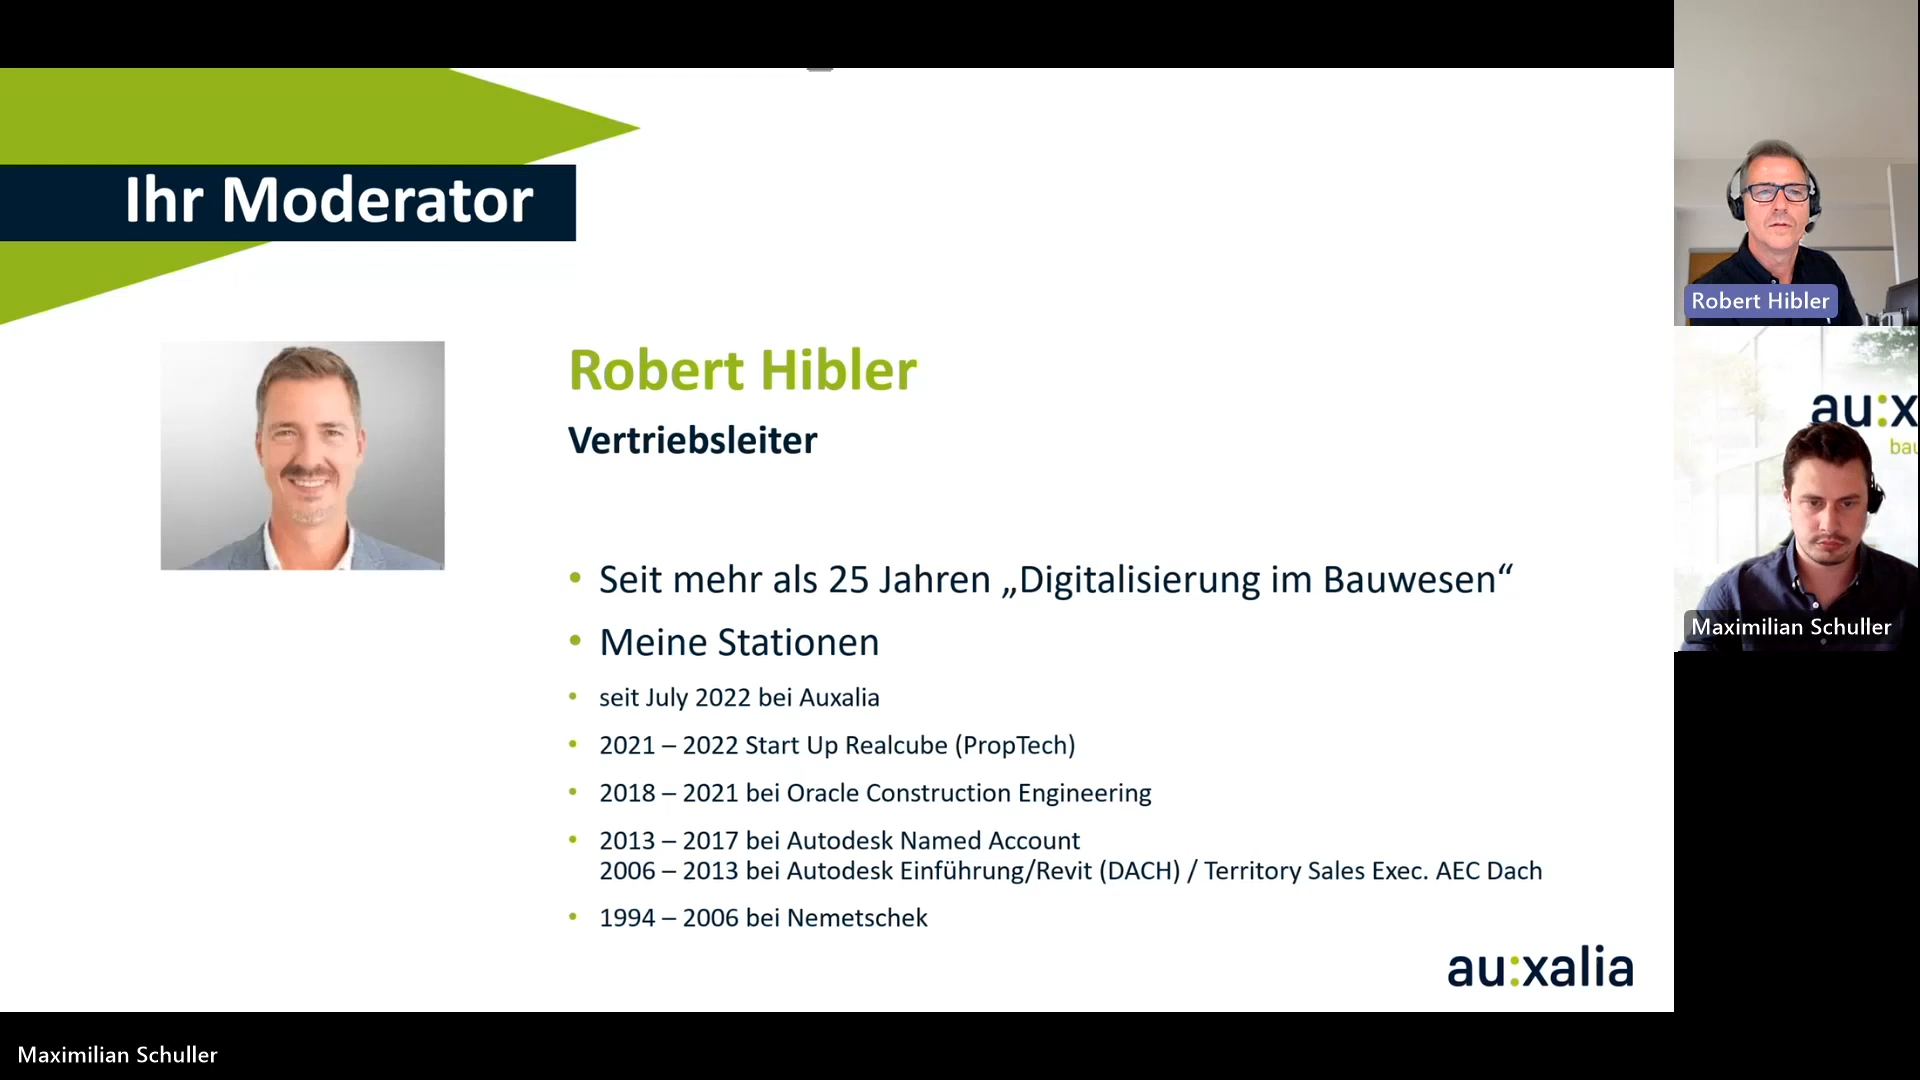 Ihr Moderator
Robert Hibler
Vertriebsleiter
• Seit mehr als 25 Jahren „Digitalisierung im Bauwesen“
• Meine Stationen
• seit July 2022 bei Auxalia
• 2021 – 2022 Start Up Realcube (PropTech)
• 2018 – 2021 bei Oracle Construction Engineering
• 2013 – 2017 bei Autodesk Named Account
2006 – 2013 bei Autodesk Einführung/Revit (DACH) / Territory Sales Exec. AEC Dach
• 1994 – 2006 bei Nemetschek
au:xalia
Robert Hibler
au:x
bau
Maximilian Schuller
Maximilian Schuller